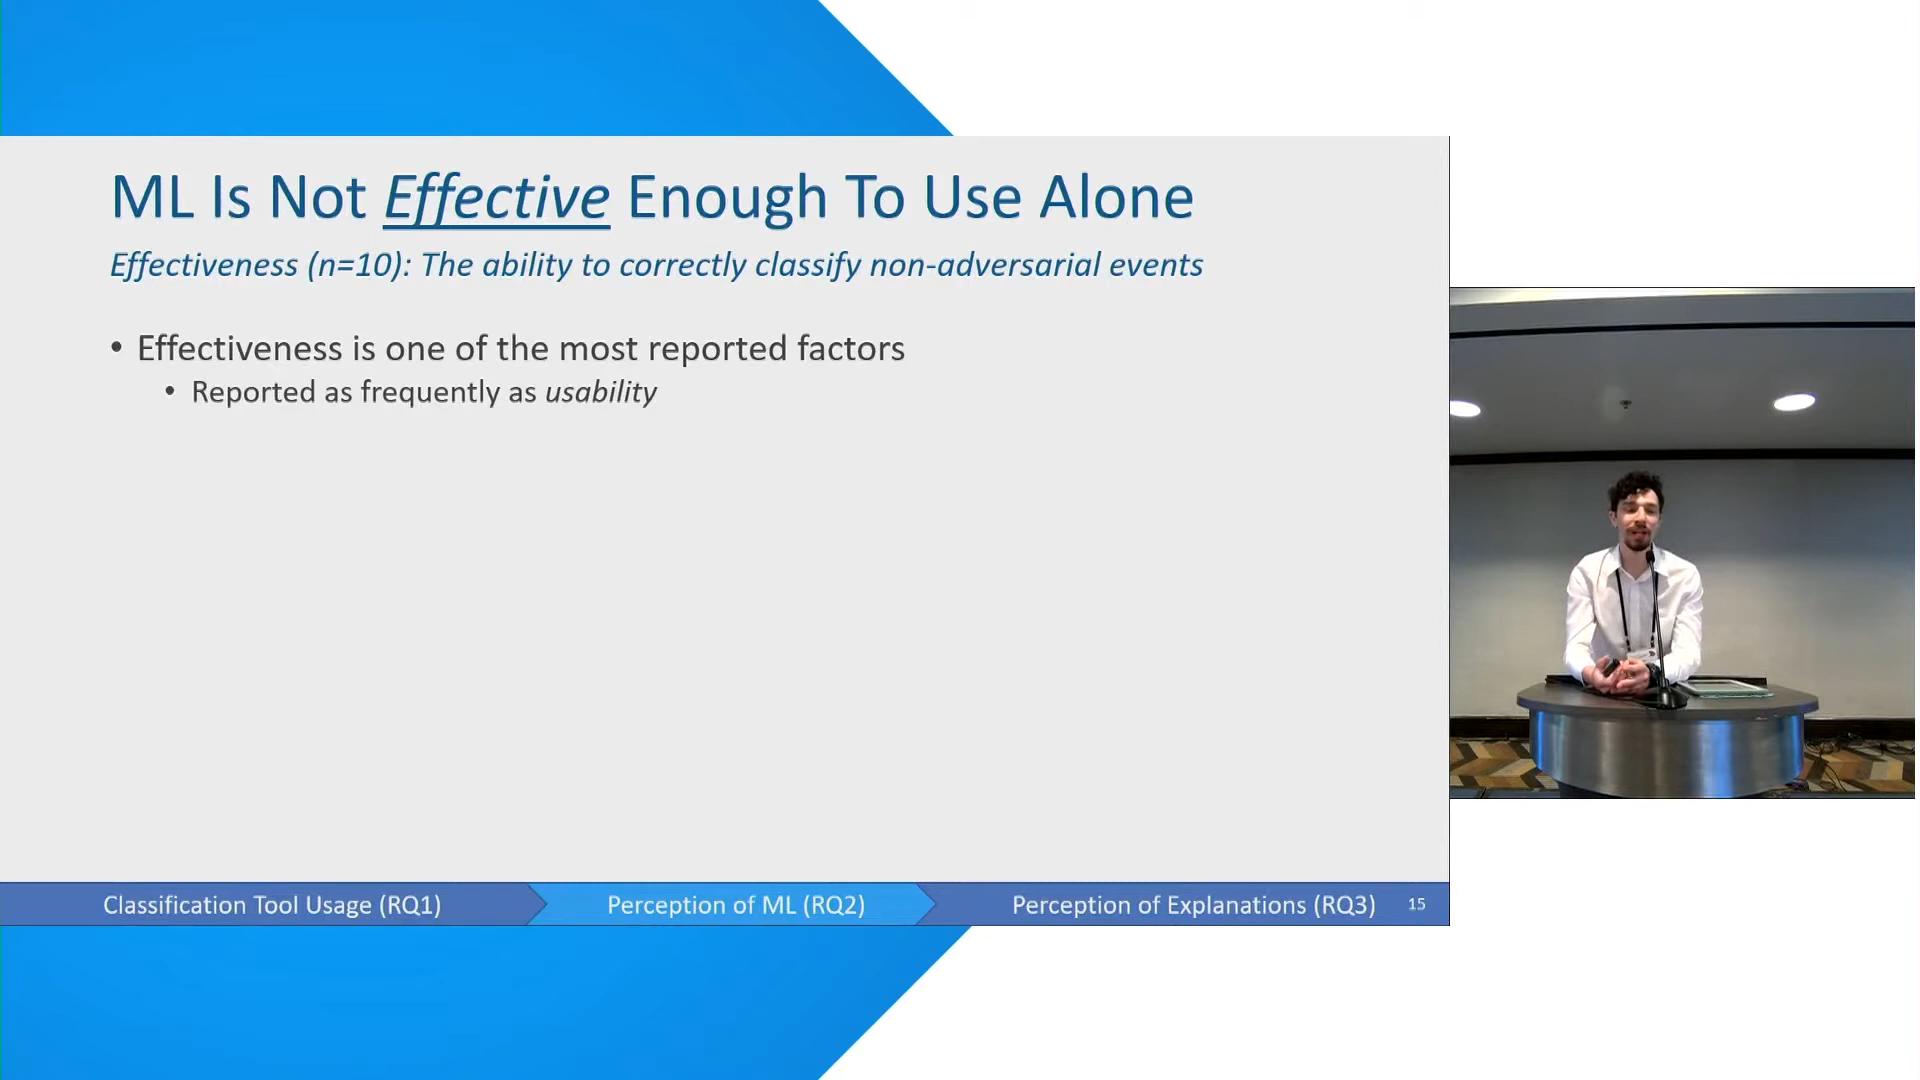 ML Is Not Effective Enough To Use Alone
Effectiveness (n=10): The ability to correctly classify non-adversarial events
• Effectiveness is one of the most reported factors
• Reported as frequently as usability
Classification Tool Usage (RQ1)
Perception of ML (RQ2)
Perception of Explanations (RQ3)
15